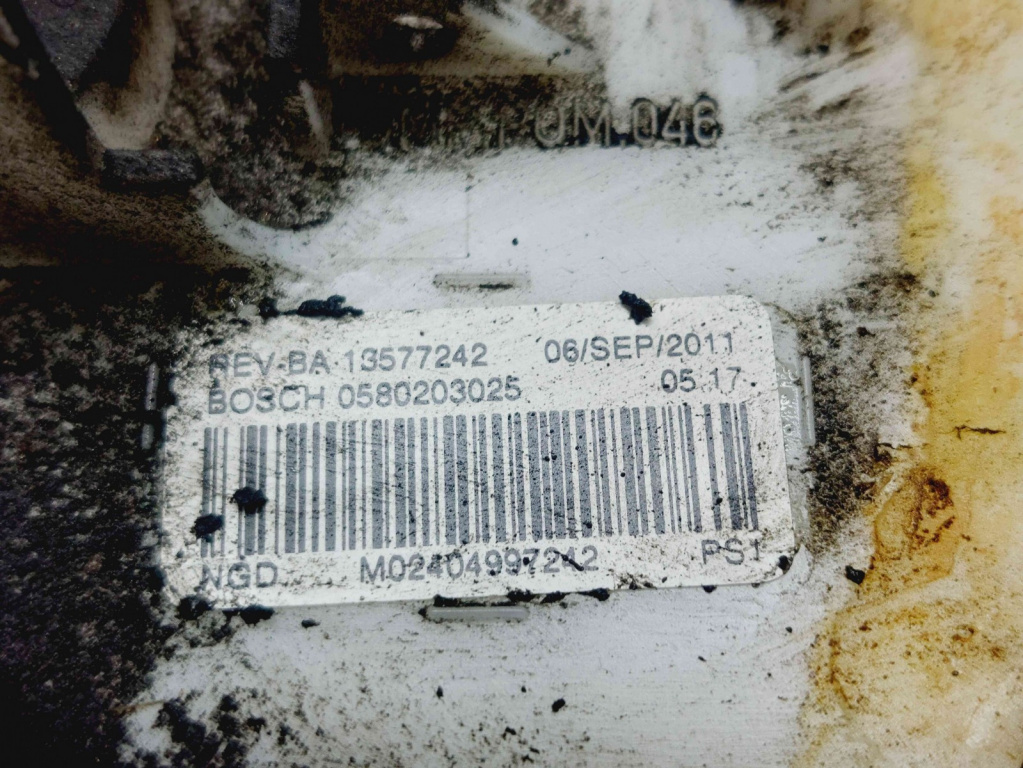 UM.046
REV-BA 13577242 06/SEP/2011
BOSCH 0580203025 05.17
NGD M02404997242 PS1